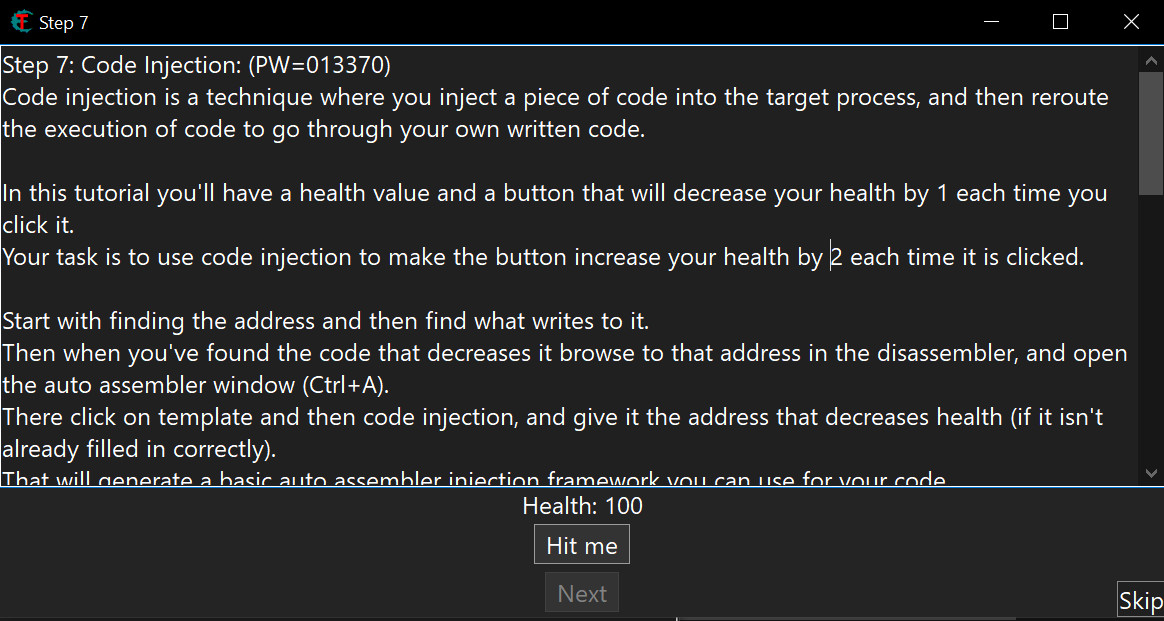 Step 7
Step 7: Code Injection: (PW=013370)
Code injection is a technique where you inject a piece of code into the target process, and then reroute
the execution of code to go through your own written code.
In this tutorial you'll have a health value and a button that will decrease your health by 1 each time you
click it.
Your task is to use code injection to make the button increase your health by 2 each time it is clicked.
Start with finding the address and then find what writes to it.
Then when you've found the code that decreases it browse to that address in the disassembler, and open
the auto assembler window (Ctrl+A).
There click on template and then code injection, and give it the address that decreases health (if it isn't
already filled in correctly).
That will generate a basic auto assembler injection framework you can use for your code.
Health: 100
Hit me
Next
Skip